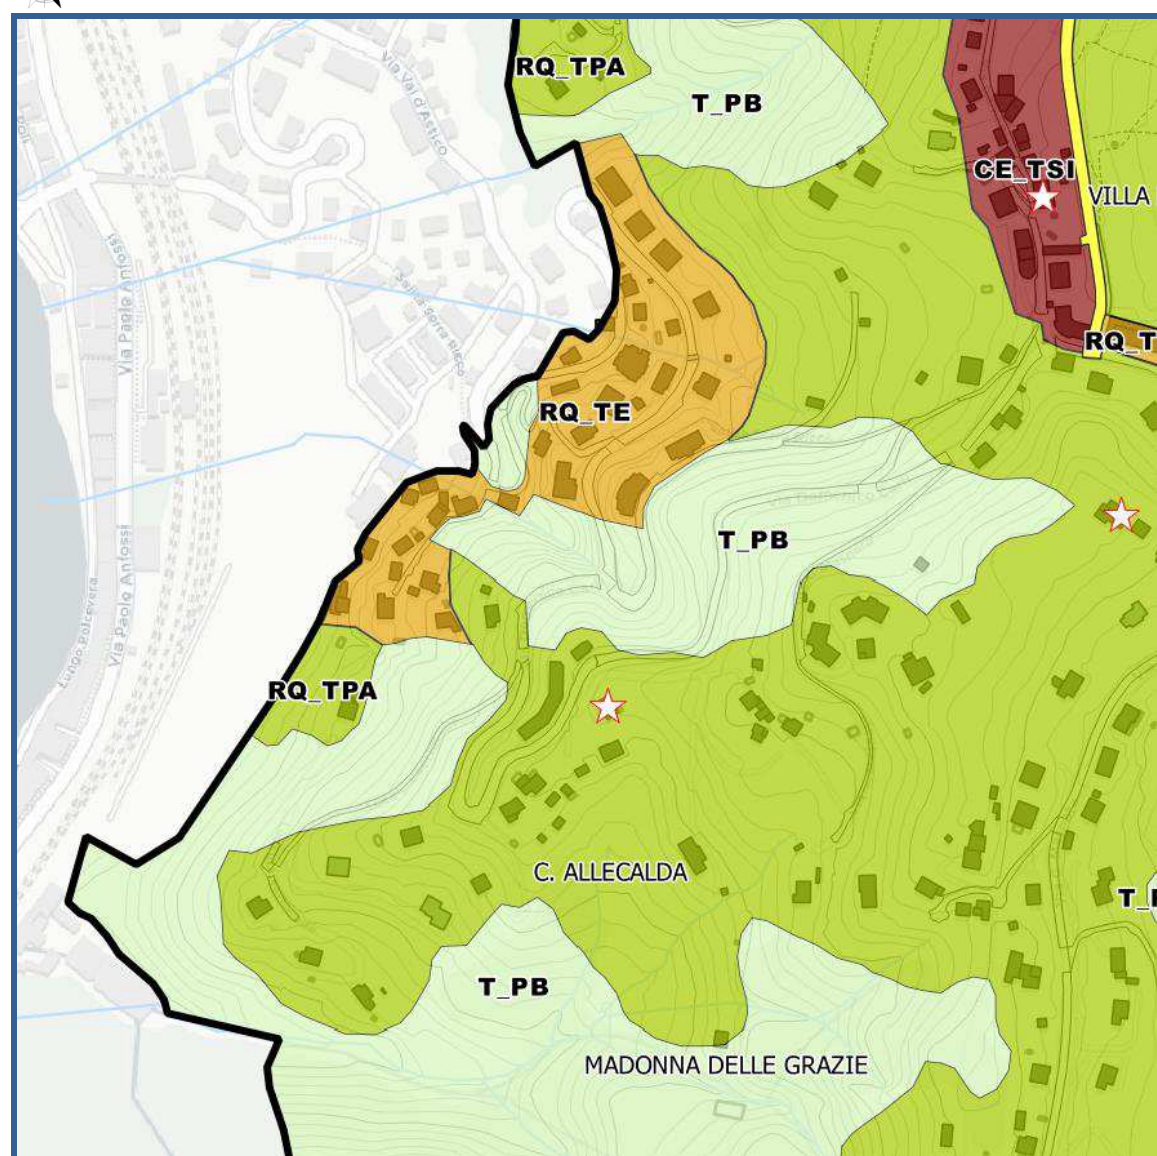 RQ_TPA
T_PB
Via Val d'Astico
CE_TSI
VILLA
Via Paolo Anfossi
Salita
RQ_T
RQ_TE
T_PB
Via Paolo Anfossi
Lungo Polcevera
RQ_TPA
C. ALLECALDA
T_P
T_PB
MADONNA DELLE GRAZIE